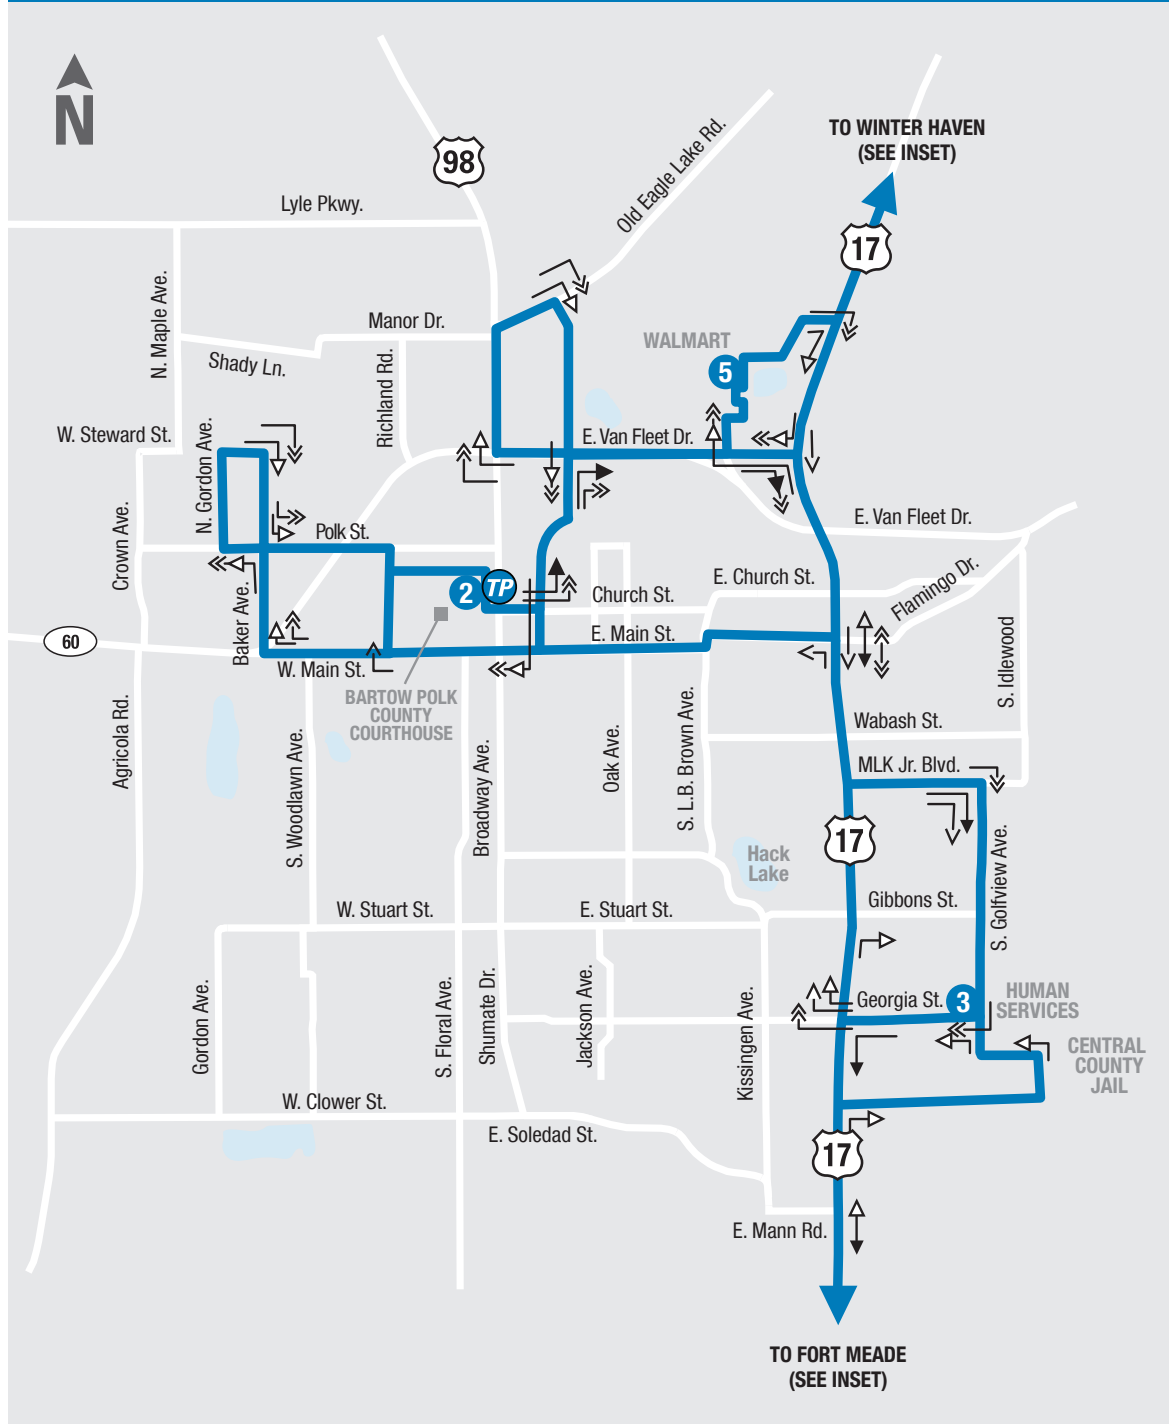 N
TO WINTER HAVEN
(SEE INSET)
98
Old Eagle Lake Rd.
Lyle Pkwy.
17
N. Maple Ave.
Manor Dr.
WALMART
Shady Ln.
Richland Rd.
5
W. Steward St.
N. Gordon Ave.
E. Van Fleet Dr.
Crown Ave.
Polk St.
E. Van Fleet Dr.
E. Church St.
Flamingo Dr.
2
TP
Church St.
Baker Ave.
60
E. Main St.
W. Main St.
S. Idlewood
BARTOW POLK
COUNTY
COURTHOUSE
Agricola Rd.
S. Woodlawn Ave.
Broadway Ave.
Oak Ave.
S. L.B. Brown Ave.
Wabash St.
MLK Jr. Blvd.
17
Hack
Lake
S. Golfview Ave.
Gibbons St.
W. Stuart St.
E. Stuart St.
Gordon Ave.
S. Floral Ave.
Shumate Dr.
Jackson Ave.
Kissingen Ave.
Georgia St.
3
HUMAN
SERVICES
CENTRAL
COUNTY
JAIL
W. Clower St.
E. Soledad St.
17
E. Mann Rd.
TO FORT MEADE
(SEE INSET)